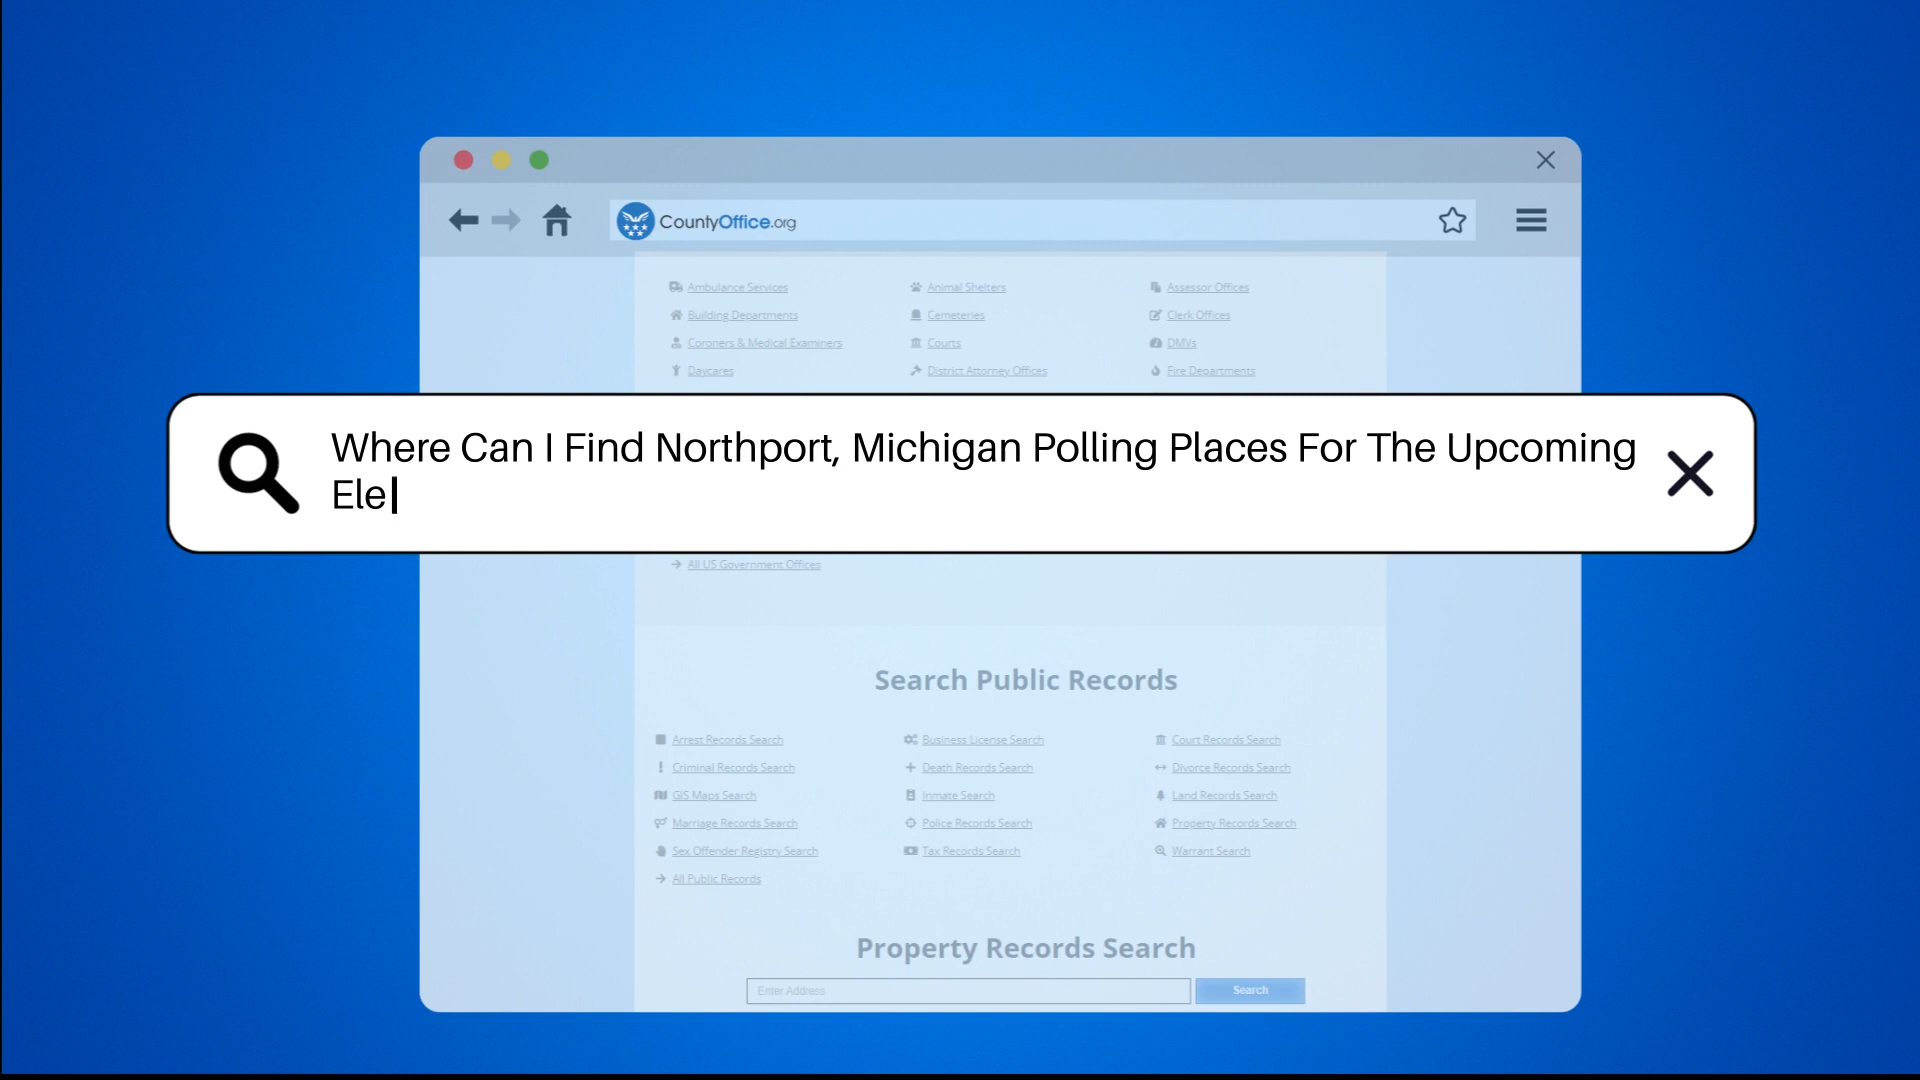 CountyOffice.org
Ambulance Services Animal Shelters Assessor Offices
Building Departments Cemeteries Clerk Offices
Coroners & Medical Examiners Courts DMVs
Daycares District Attorney Offices Fire Departments
Where Can I Find Northport, Michigan Polling Places For The Upcoming
Ele
All US Government Offices
Search Public Records
Arrest Records Search Business License Search Court Records Search
Criminal Records Search Death Records Search Divorce Records Search
GIS Maps Search Inmate Search Land Records Search
Marriage Records Search Police Records Search Property Records Search
Sex Offender Registry Search Tax Records Search Warrant Search
All Public Records
Property Records Search
Enter Address Search